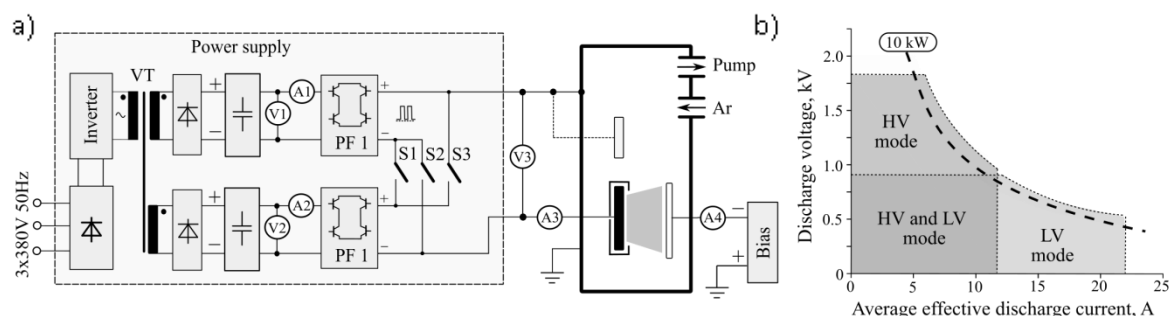 a)
Power supply
VT
Inverter
~
3x380V 50Hz
+
−
V1
A1
PF 1
+
−
S1 S2 S3
+
−
V2
A2
PF 1
+
−
V3
A3
Pump
Ar
A4
−
+
Bias
b)
10 kW
Discharge voltage, kV
2.0
1.5
1.0
0.5
0
HV
mode
HV and LV
mode
LV
mode
0 5 10 15 20 25
Average effective discharge current, A